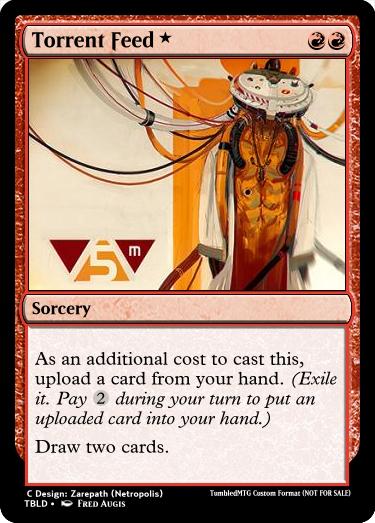 Torrent Feed ★
5
m
Sorcery
As an additional cost to cast this,
upload a card from your hand. (Exile
it. Pay 2 during your turn to put an
uploaded card into your hand.)
Draw two cards.
C Design: Zarepath (Netropolis)
TumbledMTG Custom Format (NOT FOR SALE)
TBLD • Fred Augis